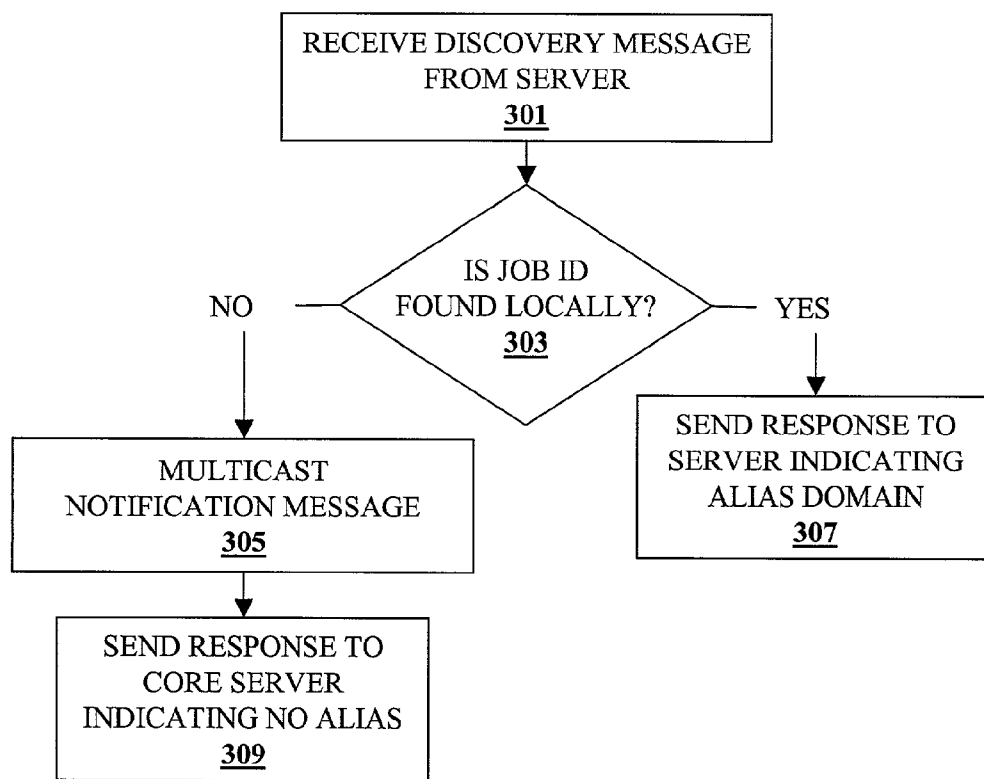 RECEIVE DISCOVERY MESSAGE
FROM SERVER
301
IS JOB ID
FOUND LOCALLY?
303
NO
YES
MULTICAST
NOTIFICATION MESSAGE
305
SEND RESPONSE TO
SERVER INDICATING
ALIAS DOMAIN
307
SEND RESPONSE TO
CORE SERVER
INDICATING NO ALIAS
309